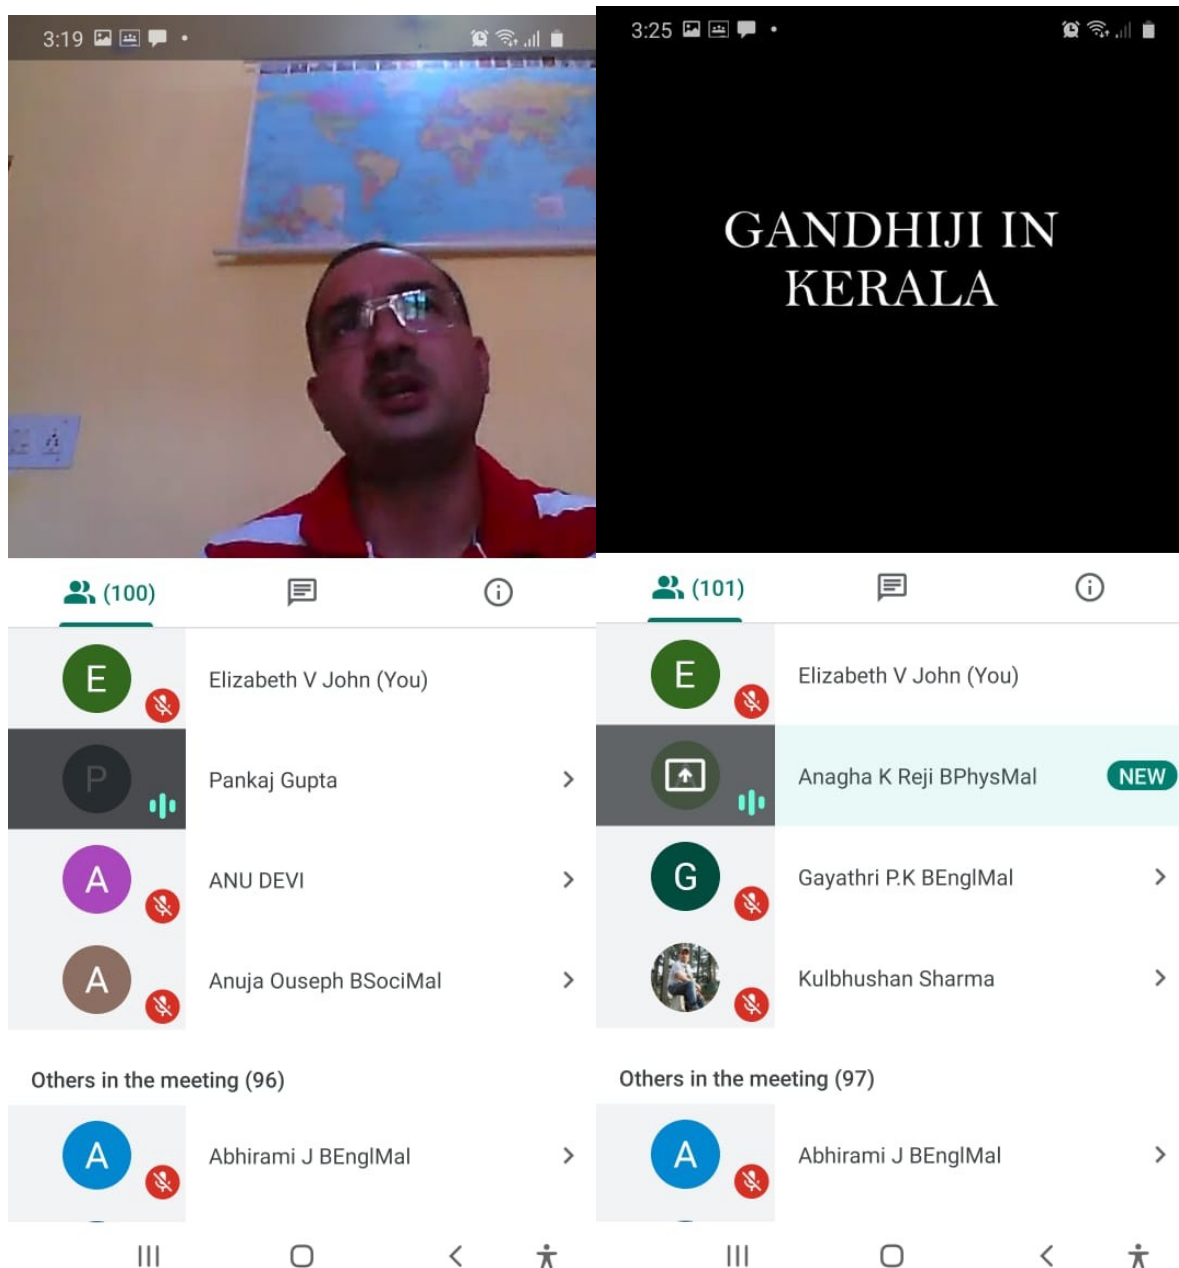 3:19
(100)
E
Elizabeth V John (You)
P
Pankaj Gupta
A
ANU DEVI
A
Anuja Ouseph BSociMal
Others in the meeting (96)
A
Abhirami J BEnglMal
3:25
GANDHIJI IN
KERALA
(101)
E
Elizabeth V John (You)
Anagha K Reji BPhysMal
NEW
G
Gayathri P.K BEnglMal
Kulbhushan Sharma
Others in the meeting (97)
A
Abhirami J BEnglMal